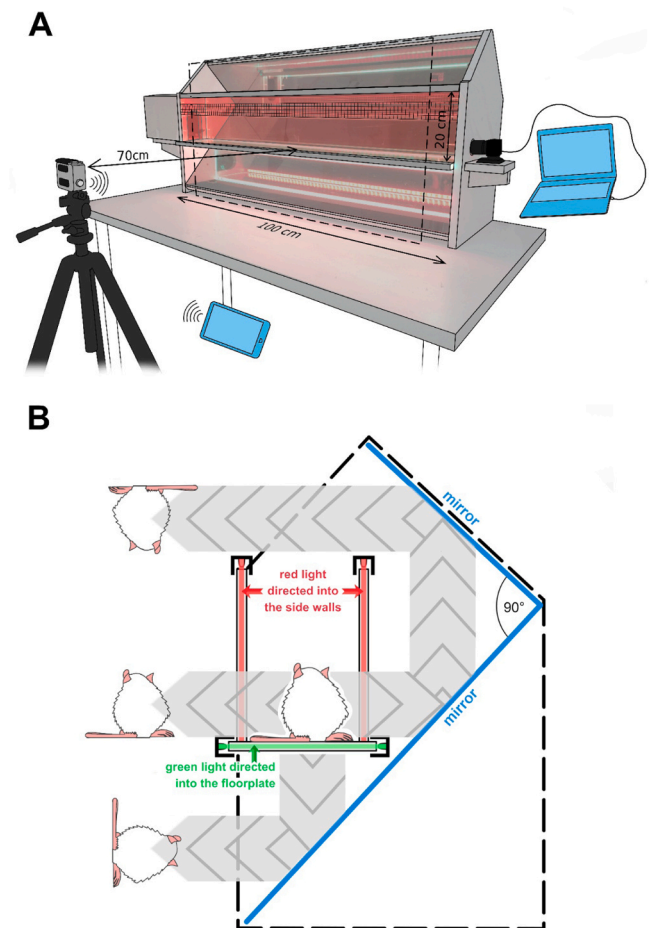 A
70cm
20 cm
100 cm
B
mirror
red light
directed into
the side walls
90°
mirror
green light directed
into the floorplate